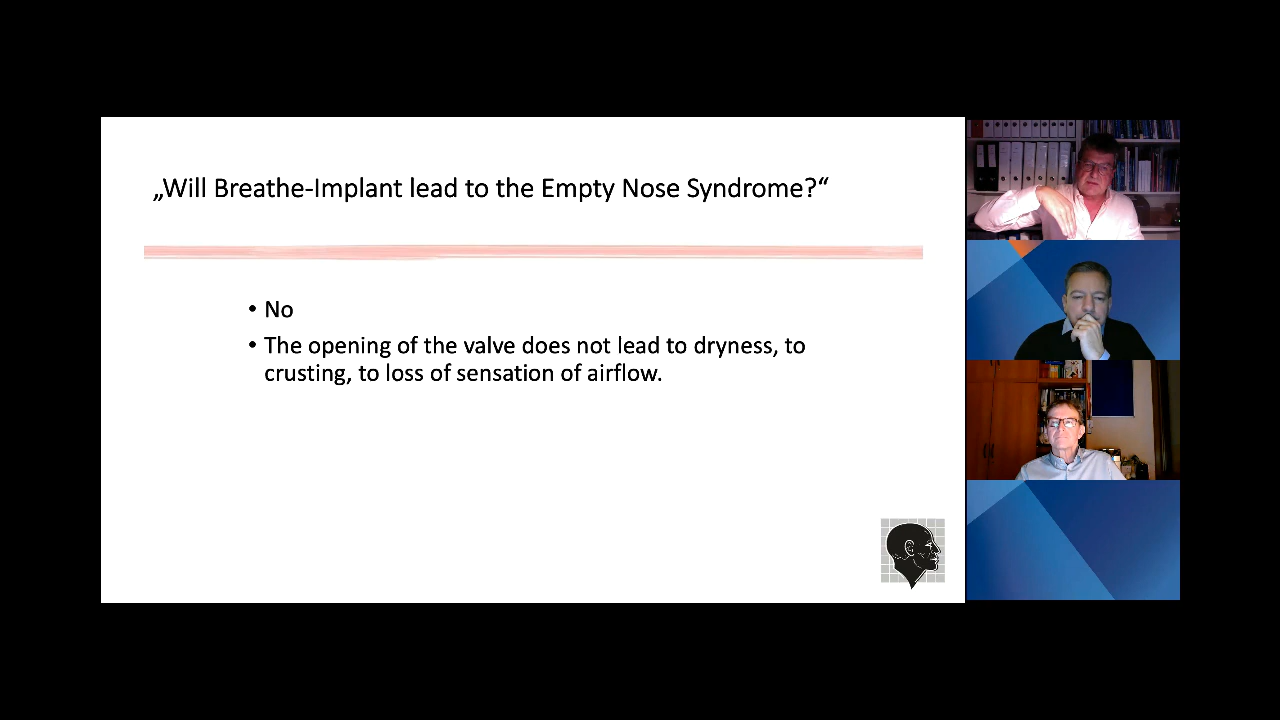 „Will Breathe-Implant lead to the Empty Nose Syndrome?“
• No
• The opening of the valve does not lead to dryness, to
crusting, to loss of sensation of airflow.